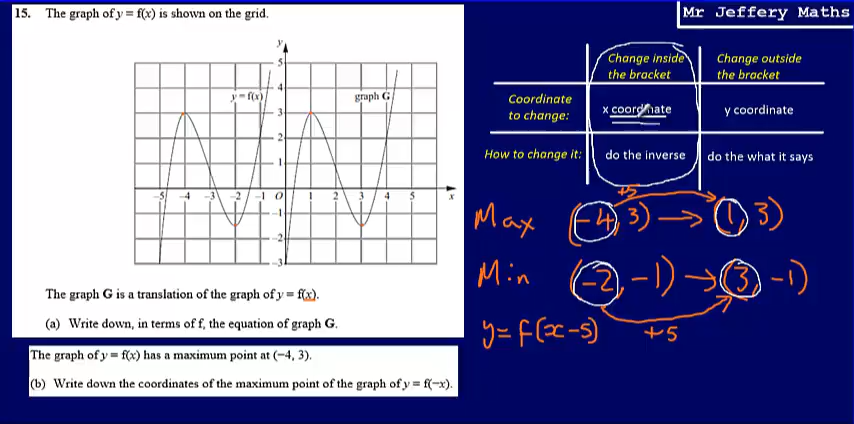 15. The graph of y = f(x) is shown on the grid.
Mr Jeffery Maths
y
5
4
3
2
1
-5 -4 -3 -2 -1 O 1 2 3 4 5 x
-1
-2
-3
y = f(x)
graph G
The graph G is a translation of the graph of y = f(x).
(a) Write down, in terms of f, the equation of graph G.
The graph of y = f(x) has a maximum point at (−4, 3).
(b) Write down the coordinates of the maximum point of the graph of y = f(−x).
Change inside the bracket
Change outside the bracket
Coordinate to change:
x coordinate
y coordinate
How to change it:
do the inverse
do the what it says
+5
Max (-4, 3) → (1, 3)
Min (-2, -1) → (3, -1)
y = f(x-5)
+5